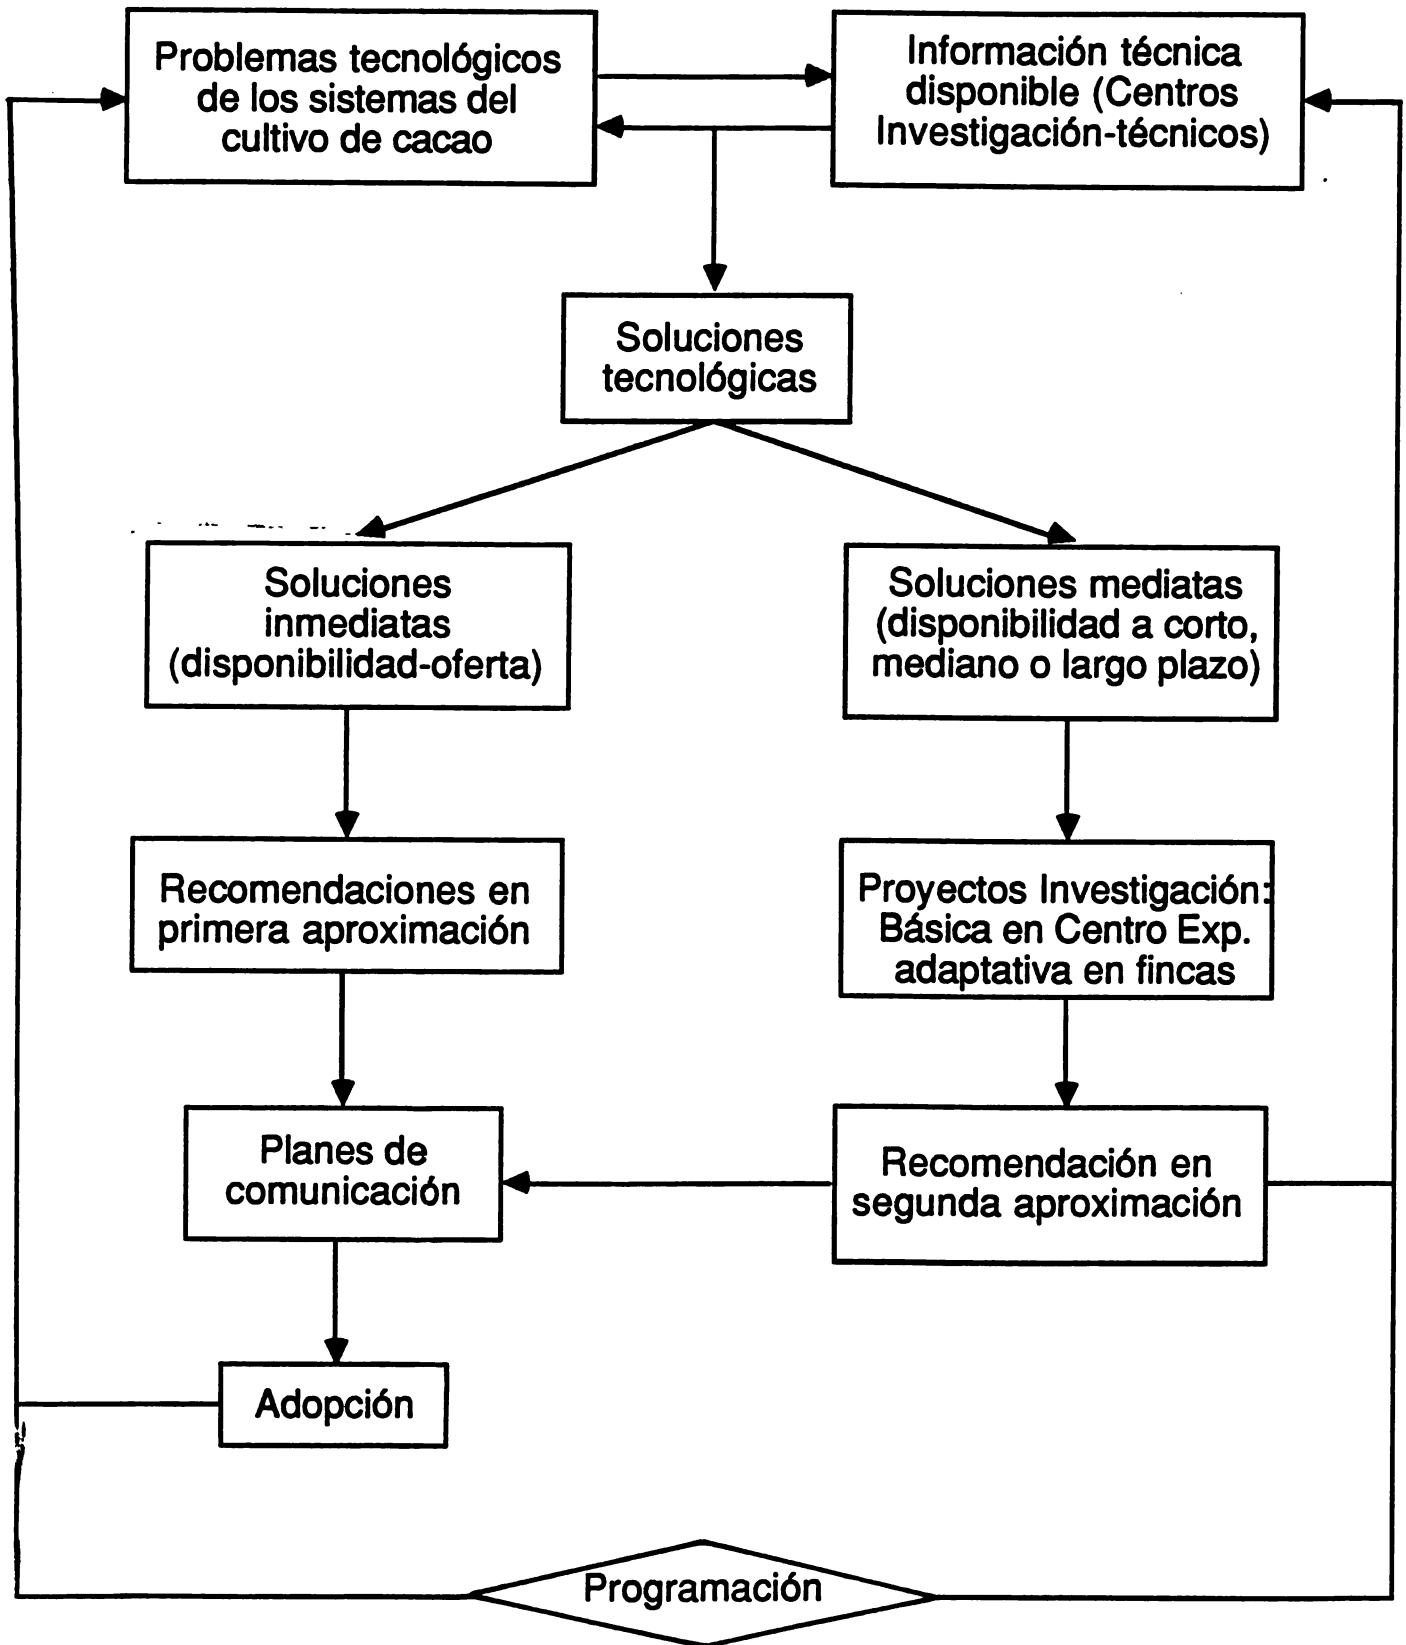 Problemas tecnológicos
de los sistemas del
cultivo de cacao
Información técnica
disponible (Centros
Investigación-técnicos)
Soluciones
tecnológicas
Soluciones
inmediatas
(disponibilidad-oferta)
Soluciones mediatas
(disponibilidad a corto,
mediano o largo plazo)
Recomendaciones en
primera aproximación
Proyectos Investigación:
Básica en Centro Exp.
adaptativa en fincas
Planes de
comunicación
Recomendación en
segunda aproximación
Adopción
Programación